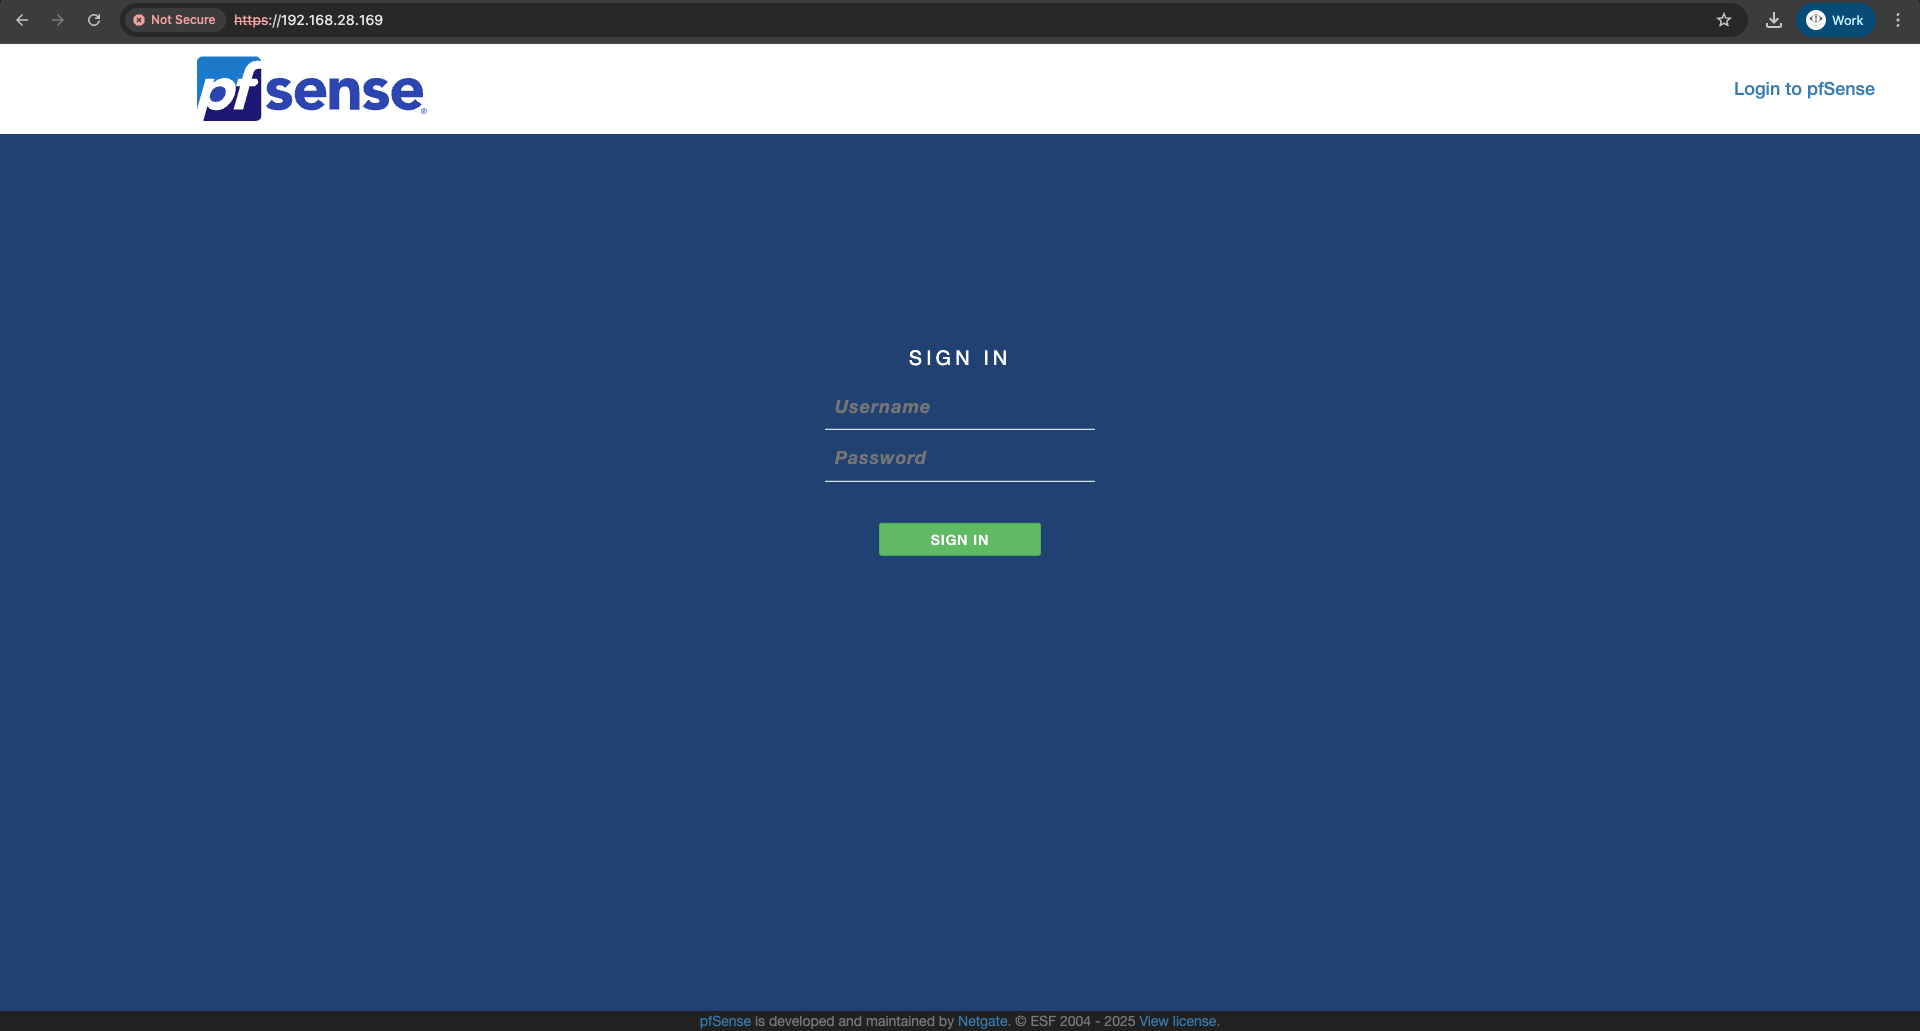 Not Secure https://192.168.28.169 Work
pfsense®
Login to pfSense
SIGN IN
Username
Password
SIGN IN
pfSense is developed and maintained by Netgate. © ESF 2004 - 2025 View license.